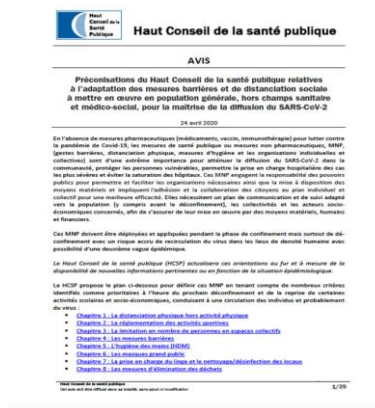 Haut
Conseil de la
Santé
Publique
Haut Conseil de la santé publique
AVIS
Préconisations du Haut Conseil de la santé publique relatives
à l'adaptation des mesures barrières et de distanciation sociale
à mettre en œuvre en population générale, hors champs sanitaire
et médico-social, pour la maîtrise de la diffusion du SARS-CoV-2
24 avril 2020
En l'absence de mesures pharmaceutiques (médicaments, vaccin, immunothérapie) pour lutter contre
la pandémie de Covid-19, les mesures de santé publique ou mesures non pharmaceutiques, MNP,
(gestes barrières, distanciation physique, mesures d'hygiène et les organisations individuelles et
collectives) sont d'une extrême importance pour atténuer la diffusion du SARS-CoV-2 dans la
communauté, protéger les personnes vulnérables, permettre la prise en charge hospitalière des cas
les plus sévères et éviter la saturation des hôpitaux. Ces MNP engagent la responsabilité des pouvoirs
publics pour permettre et faciliter les organisations nécessaires ainsi que la mise à disposition des
moyens matériels et impliquent l'adhésion et la collaboration des citoyens au plan individuel et
collectif pour une meilleure efficacité. Elles nécessitent un plan de communication et de suivi adapté
vers la population (y compris avant le déconfinement), les collectivités et les acteurs socio-
économiques concernés, afin de s'assurer de leur mise en œuvre par des moyens matériels, humains
et financiers.
Ces MNP doivent être déployées et appliquées pendant la phase de confinement mais surtout de dé-
confinement avec un risque accru de recirculation du virus dans les lieux de densité humaine avec
possibilité d'une deuxième vague épidémique.
Le Haut Conseil de la santé publique (HCSP) actualisera ces orientations au fur et à mesure de la
disponibilité de nouvelles informations pertinentes ou en fonction de la situation épidémiologique.
Le HCSP propose le plan ci-dessous pour définir ces MNP en tenant compte de nombreux critères
identifiés comme prioritaires à l'heure du prochain déconfinement et de la reprise de certaines
activités scolaires et socio-économiques, conduisant à une circulation des individus et probablement
du virus :
• Chapitre 1 : La distanciation physique hors activité physique
• Chapitre 2 : La réglementation des activités sportives
• Chapitre 3 : La limitation en nombre de personnes en espaces collectifs
• Chapitre 4 : Les mesures barrières
• Chapitre 5 : L'hygiène des mains (HDM)
• Chapitre 6 : Les masques grand public
• Chapitre 7 : La prise en charge du linge et le nettoyage/désinfection des locaux
• Chapitre 8 : Les mesures d'élimination des déchets
Haut Conseil de la santé publique
Cet avis doit être diffusé dans sa totalité, sans ajout ni modification
1/39